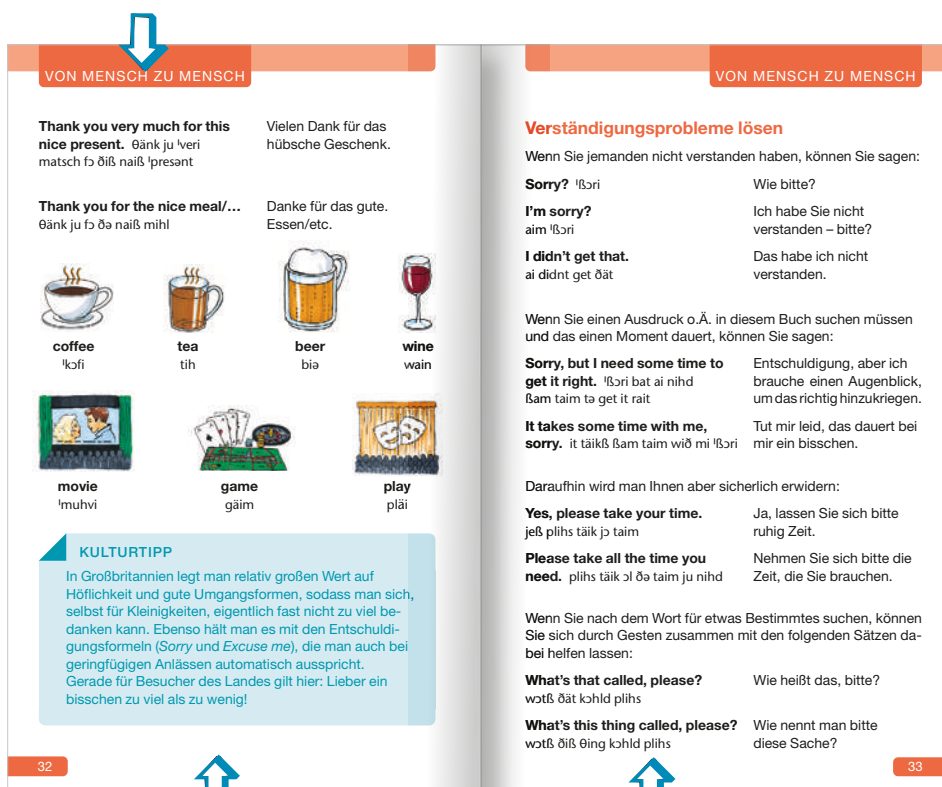 VON MENSCH ZU MENSCH
Thank you very much for this
nice present. θänk ju ˈveri
matsch fɔ ðiß naiß ˈpresənt
Vielen Dank für das
hübsche Geschenk.
Thank you for the nice meal/…
θänk ju fɔ ðə naiß mihl
Danke für das gute.
Essen/etc.
coffee
ˈkɔfi
tea
tih
beer
biə
wine
wain
movie
ˈmuhvi
game
gäim
play
pläi
KULTURTIPP
In Großbritannien legt man relativ großen Wert auf
Höflichkeit und gute Umgangsformen, sodass man sich,
selbst für Kleinigkeiten, eigentlich fast nicht zu viel be-
danken kann. Ebenso hält man es mit den Entschuldi-
gungsformeln (Sorry und Excuse me), die man auch bei
geringfügigen Anlässen automatisch ausspricht.
Gerade für Besucher des Landes gilt hier: Lieber ein
bisschen zu viel als zu wenig!
32
VON MENSCH ZU MENSCH
Verständigungsprobleme lösen
Wenn Sie jemanden nicht verstanden haben, können Sie sagen:
Sorry? ˈßɔri
Wie bitte?
I'm sorry?
aim ˈßɔri
Ich habe Sie nicht
verstanden – bitte?
I didn't get that.
ai didnt get ðät
Das habe ich nicht
verstanden.
Wenn Sie einen Ausdruck o.Ä. in diesem Buch suchen müssen
und das einen Moment dauert, können Sie sagen:
Sorry, but I need some time to
get it right. ˈßɔri bat ai nihd
ßam taim tə get it rait
Entschuldigung, aber ich
brauche einen Augenblick,
um das richtig hinzukriegen.
It takes some time with me,
sorry. it täikß ßam taim wið mi ˈßɔri
Tut mir leid, das dauert bei
mir ein bisschen.
Daraufhin wird man Ihnen aber sicherlich erwidern:
Yes, please take your time.
jeß plihs täik jɔ taim
Ja, lassen Sie sich bitte
ruhig Zeit.
Please take all the time you
need. plihs täik ɔl ðə taim ju nihd
Nehmen Sie sich bitte die
Zeit, die Sie brauchen.
Wenn Sie nach dem Wort für etwas Bestimmtes suchen, können
Sie sich durch Gesten zusammen mit den folgenden Sätzen da-
bei helfen lassen:
What's that called, please?
wɔtß ðät kɔhld plihs
Wie heißt das, bitte?
What's this thing called, please?
wɔtß ðiß θing kɔhld plihs
Wie nennt man bitte
diese Sache?
33